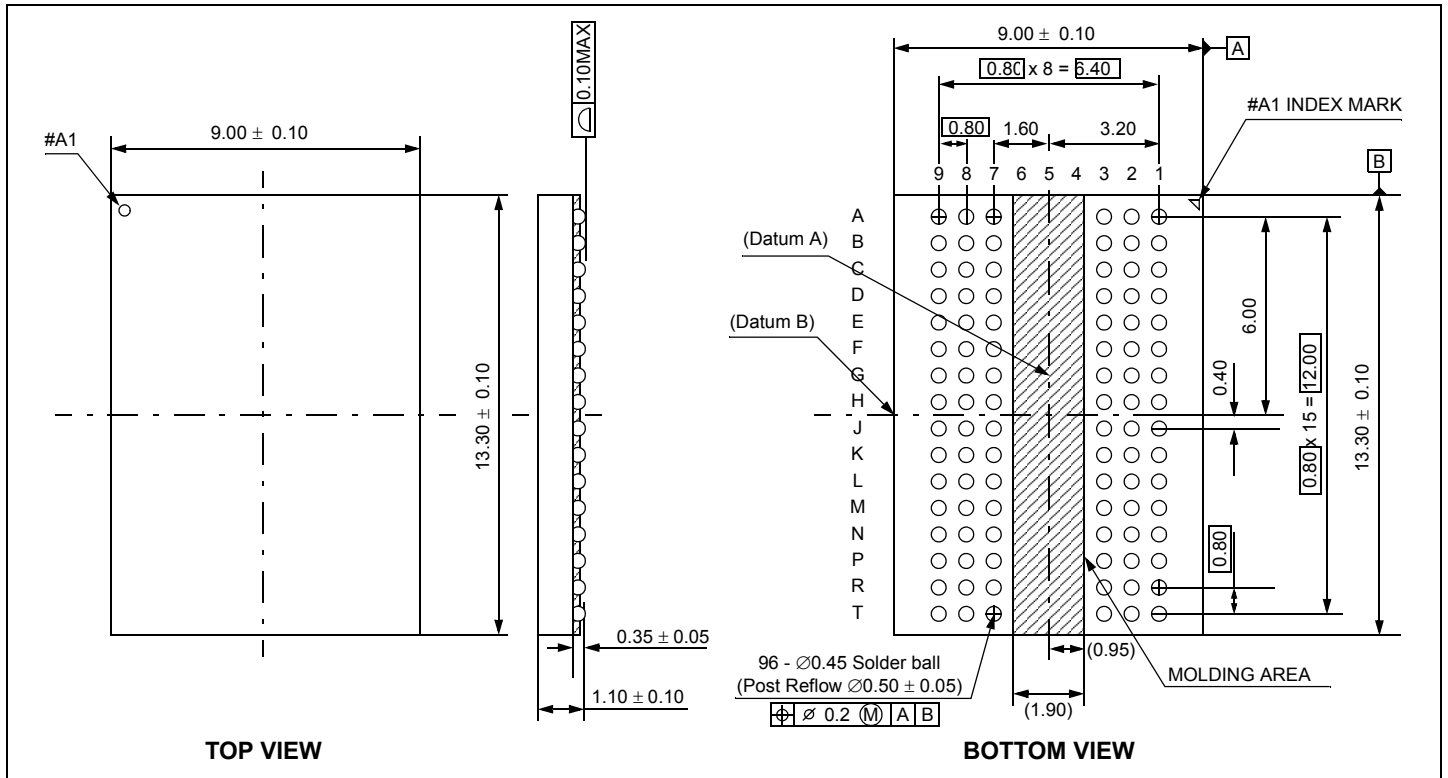 #A1
9.00 ± 0.10
13.30 ± 0.10
0.10MAX
0.35 ± 0.05
1.10 ± 0.10
TOP VIEW
9.00 ± 0.10
A
0.80 x 8 = 6.40
#A1 INDEX MARK
0.80
1.60
3.20
B
9 8 7 6 5 4 3 2 1
A
B
C
D
E
F
G
H
J
K
L
M
N
P
R
T
(Datum A)
(Datum B)
6.00
0.40
0.80 x 15 = 12.00
0.80
13.30 ± 0.10
(0.95)
MOLDING AREA
(1.90)
96 - ∅0.45 Solder ball
(Post Reflow ∅0.50 ± 0.05)
⌖ ∅ 0.2 Ⓜ A B
BOTTOM VIEW